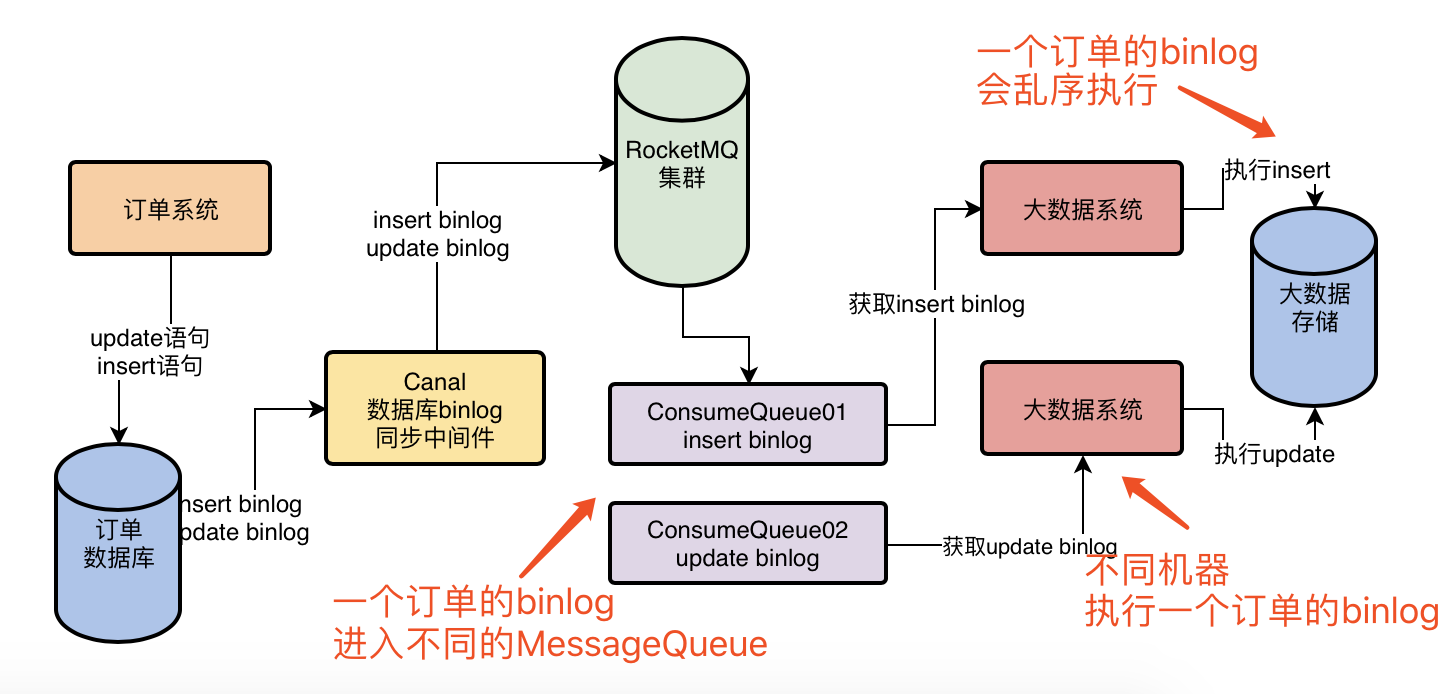 一个订单的binlog
会乱序执行
RocketMQ
集群
执行insert
订单系统
大数据系统
insert binlog
update binlog
大数据
存储
获取insert binlog
update语句
insert语句
Canal
数据库binlog
同步中间件
ConsumeQueue01
insert binlog
大数据系统
执行update
nsert binlog
pdate binlog
订单
数据库
ConsumeQueue02
update binlog
获取update binlog
不同机器
执行一个订单的binlog
一个订单的binlog
进入不同的MessageQueue